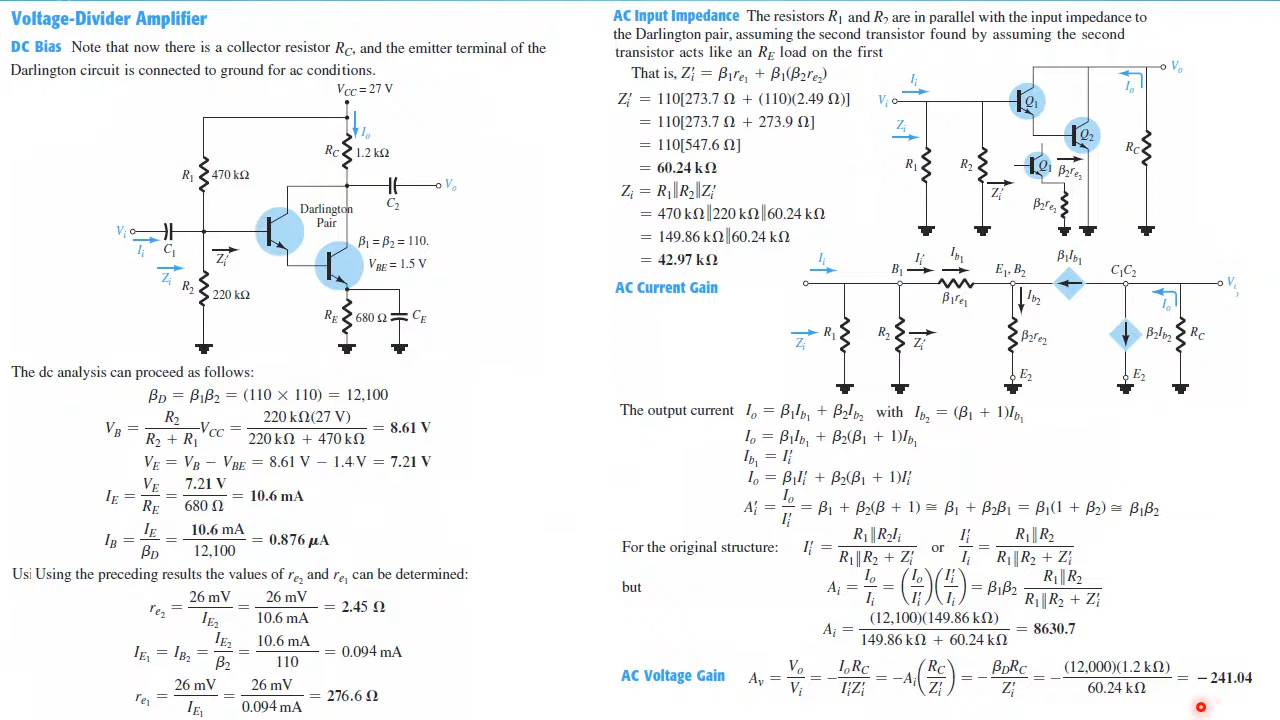 Voltage-Divider Amplifier
DC Bias Note that now there is a collector resistor R_C, and the emitter terminal of the
Darlington circuit is connected to ground for ac conditions.
V_CC = 27 V
I_o
R_C 1.2 kΩ
R_1 470 kΩ
C_2 V_o
Darlington
Pair
V_i
I_i C_1
Z_i'
β_1 = β_2 = 110.
V_BE = 1.5 V
Z_i
R_2 220 kΩ
R_E 680 Ω C_E
The dc analysis can proceed as follows:
β_D = β_1β_2 = (110 × 110) = 12,100
V_B = R_2 / (R_2 + R_1) V_CC = 220 kΩ(27 V) / (220 kΩ + 470 kΩ) = 8.61 V
V_E = V_B − V_BE = 8.61 V − 1.4 V = 7.21 V
I_E = V_E / R_E = 7.21 V / 680 Ω = 10.6 mA
I_B = I_E / β_D = 10.6 mA / 12,100 = 0.876 μA
Usi Using the preceding results the values of r_e2 and r_e1 can be determined:
r_e2 = 26 mV / I_E2 = 26 mV / 10.6 mA = 2.45 Ω
I_E1 = I_B2 = I_E2 / β_2 = 10.6 mA / 110 = 0.094 mA
r_e1 = 26 mV / I_E1 = 26 mV / 0.094 mA = 276.6 Ω
AC Input Impedance The resistors R_1 and R_2 are in parallel with the input impedance to
the Darlington pair, assuming the second transistor found by assuming the second
transistor acts like an R_E load on the first
That is, Z_i' = β_1r_e1 + β_1(β_2r_e2)
Z_i' = 110[273.7 Ω + (110)(2.49 Ω)]
= 110[273.7 Ω + 273.9 Ω]
= 110[547.6 Ω]
= 60.24 kΩ
Z_i = R_1‖R_2‖Z_i'
= 470 kΩ‖220 kΩ‖60.24 kΩ
= 149.86 kΩ‖60.24 kΩ
= 42.97 kΩ
V_o
I_i
I_o
V_i
Q_1
Z_i
Q_2
R_C
R_1 R_2 Q_1 β_2r_e2
Z_i'
β_2r_e2
AC Current Gain
I_i I_i' I_b1 β_1I_b1
B_1 E_1, B_2 C_1C_2
V_o
β_1r_e1 I_b2 I_o
Z_i R_1 R_2 Z_i' β_2r_e2 β_2I_b2 R_C
E_2 E_2
The output current I_o = β_1I_b1 + β_2I_b2 with I_b2 = (β_1 + 1)I_b1
I_o = β_1I_b1 + β_2(β_1 + 1)I_b1
I_b1 = I_i'
I_o = β_1I_i' + β_2(β_1 + 1)I_i'
A_i' = I_o / I_i' = β_1 + β_2(β + 1) ≅ β_1 + β_2β_1 = β_1(1 + β_2) ≅ β_1β_2
For the original structure: I_i' = R_1‖R_2I_i / (R_1‖R_2 + Z_i') or I_i' / I_i = R_1‖R_2 / (R_1‖R_2 + Z_i')
but A_i = I_o / I_i = (I_o / I_i')(I_i' / I_i) = β_1β_2 R_1‖R_2 / (R_1‖R_2 + Z_i')
A_i = (12,100)(149.86 kΩ) / (149.86 kΩ + 60.24 kΩ) = 8630.7
AC Voltage Gain A_v = V_o / V_i = − I_oR_C / I_i'Z_i' = −A_i(R_C / Z_i') = − β_DR_C / Z_i' = − (12,000)(1.2 kΩ) / 60.24 kΩ = − 241.04